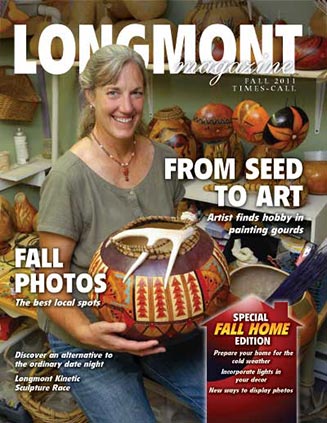 LONGMONT
magazine
FALL 2011
TIMES-CALL
FROM SEED
TO ART
Artist finds hobby in
painting gourds
FALL
PHOTOS
The best local spots
Discover an alternative to
the ordinary date night
Longmont Kinetic
Sculpture Race
SPECIAL
FALL HOME
EDITION
Prepare your home for the
cold weather
Incorporate lights in
your decor
New ways to display photos